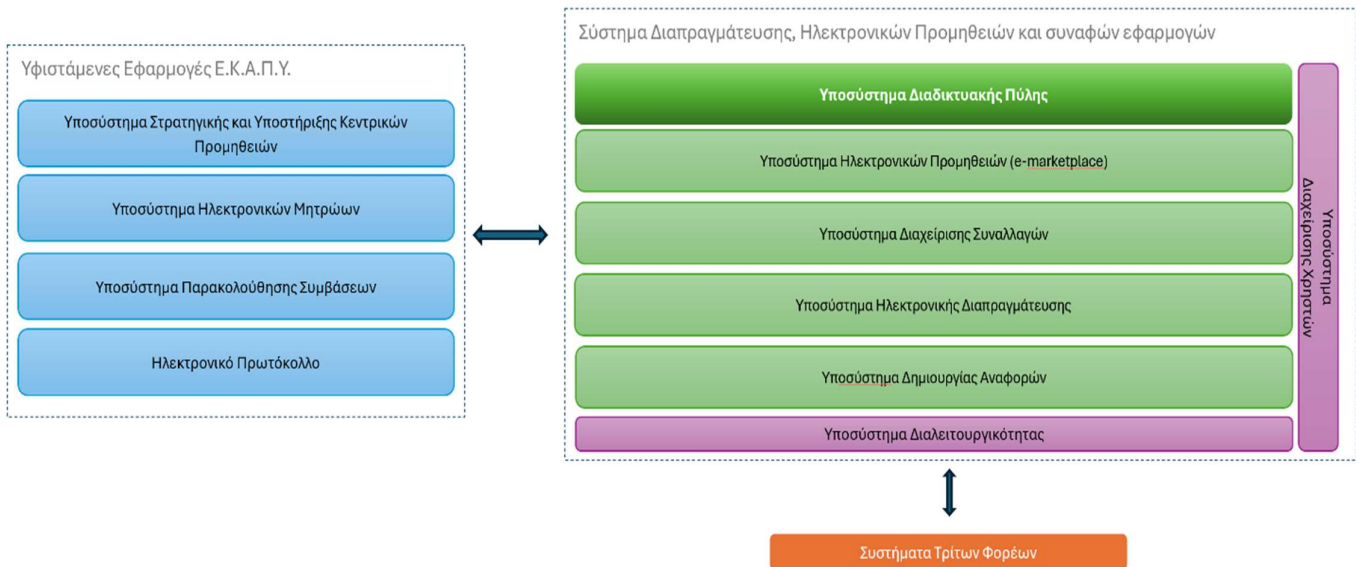 Υφιστάμενες Εφαρμογές Ε.Κ.Α.Π.Υ.
Υποσύστημα Στρατηγικής και Υποστήριξης Κεντρικών
Προμηθειών
Υποσύστημα Ηλεκτρονικών Μητρώων
Υποσύστημα Παρακολούθησης Συμβάσεων
Ηλεκτρονικό Πρωτόκολλο
Σύστημα Διαπραγμάτευσης, Ηλεκτρονικών Προμηθειών και συναφών εφαρμογών
Υποσύστημα Διαδικτυακής Πύλης
Υποσύστημα Ηλεκτρονικών Προμηθειών (e-marketplace)
Υποσύστημα Διαχείρισης Συναλλαγών
Υποσύστημα Ηλεκτρονικής Διαπραγμάτευσης
Υποσύστημα Δημιουργίας Αναφορών
Υποσύστημα Διαλειτουργικότητας
Υποσύστημα
Διαχείρισης Χρηστών
Συστήματα Τρίτων Φορέων